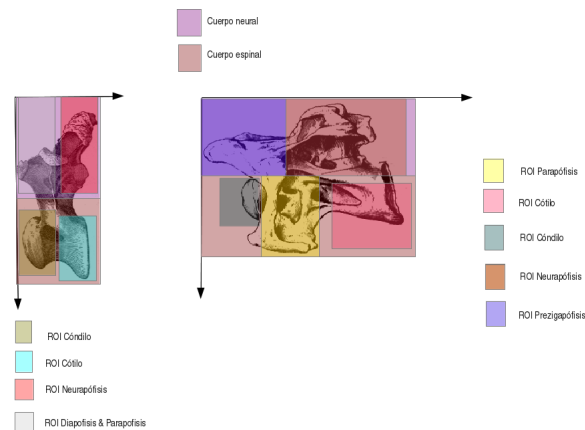 Cuerpo neural
Cuerpo espinal
ROI Parapófisis
ROI Cótilo
ROI Cóndilo
ROI Neurapófisis
ROI Prezigapófisis
ROI Cóndilo
ROI Cótilo
ROI Neurapófisis
ROI Diapofisis & Parapofisis